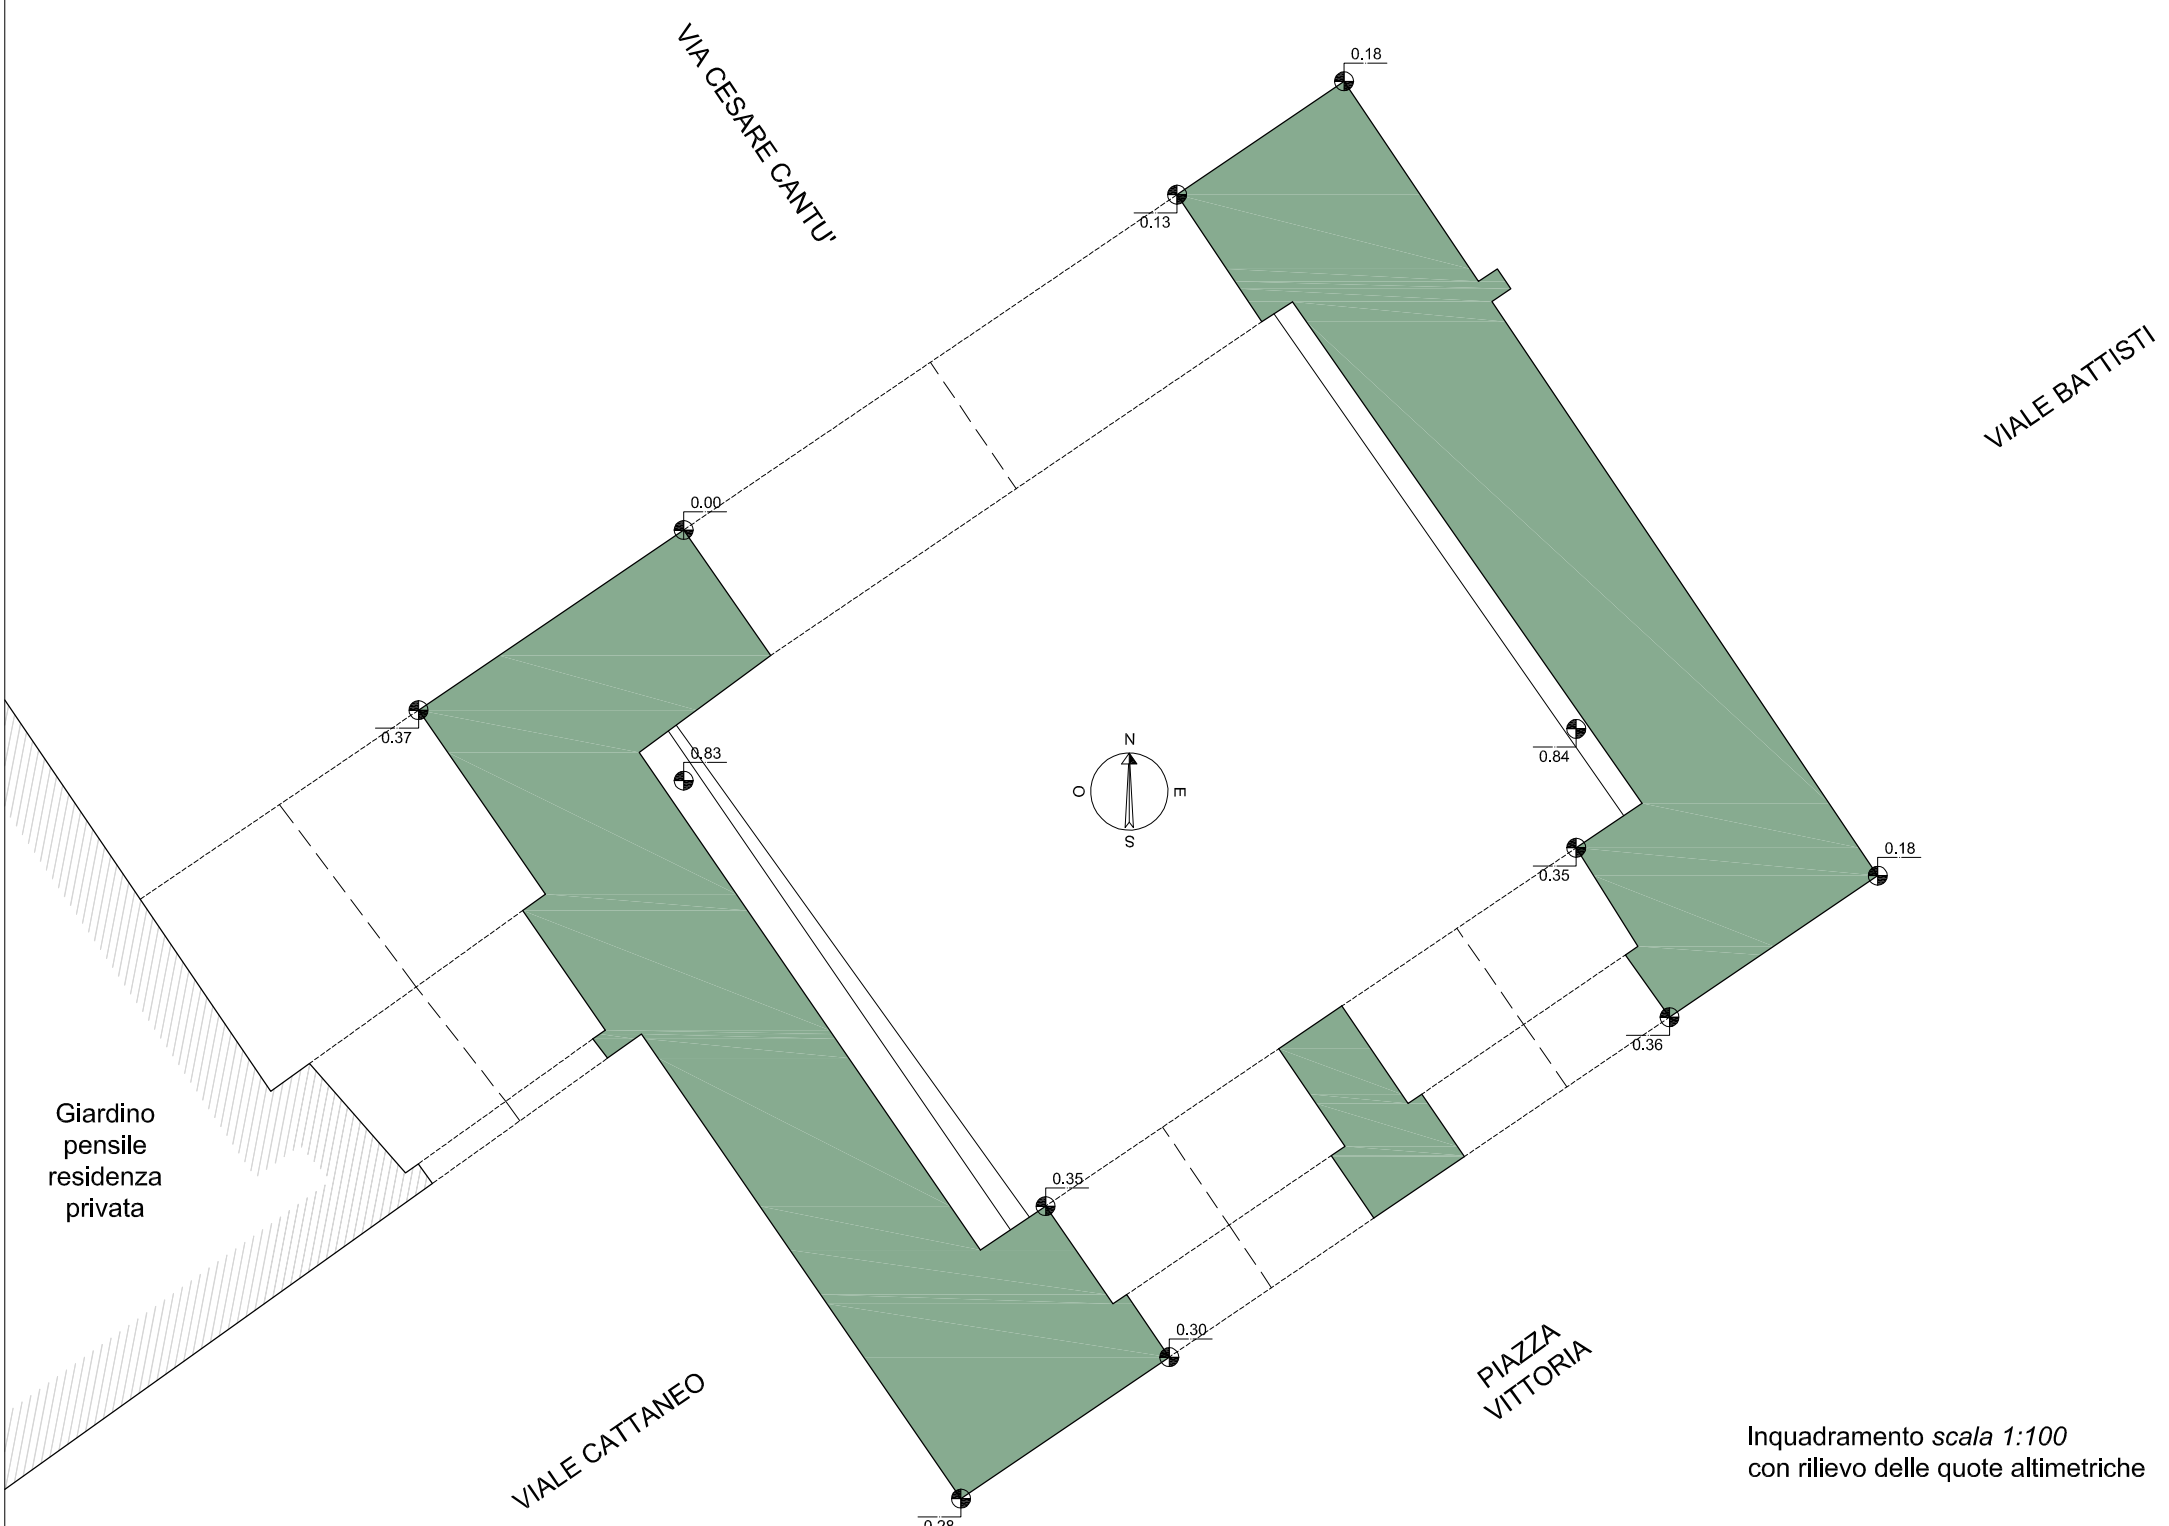 VIA CESARE CANTU'
0.18
0.13
VIALE BATTISTI
0.00
0.37
0.83
0.84
N
O
E
S
0.35
0.18
0.36
Giardino
pensile
residenza
privata
0.35
0.30
PIAZZA
VITTORIA
VIALE CATTANEO
Inquadramento scala 1:100
con rilievo delle quote altimetriche
0.28